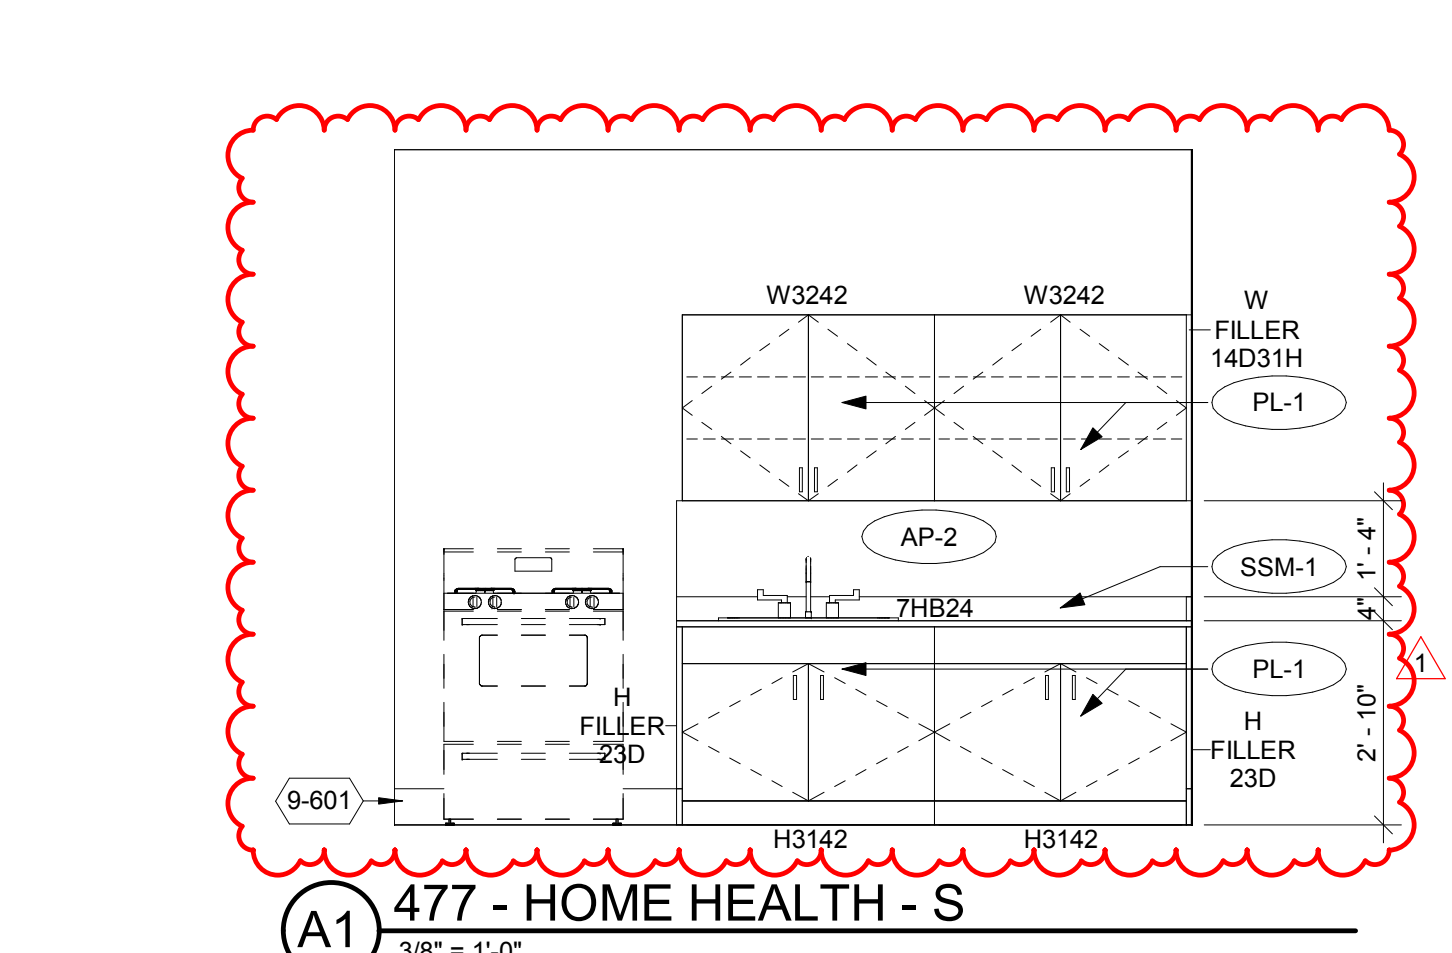 W3242
W3242
W
FILLER
14D31H
PL-1
AP-2
1' - 4"
SSM-1
4"
7HB24
PL-1
1
H
FILLER
23D
2' - 10"
H
FILLER
23D
9-601
H3142
H3142
477 - HOME HEALTH - S
A1
3/8" = 1'-0"